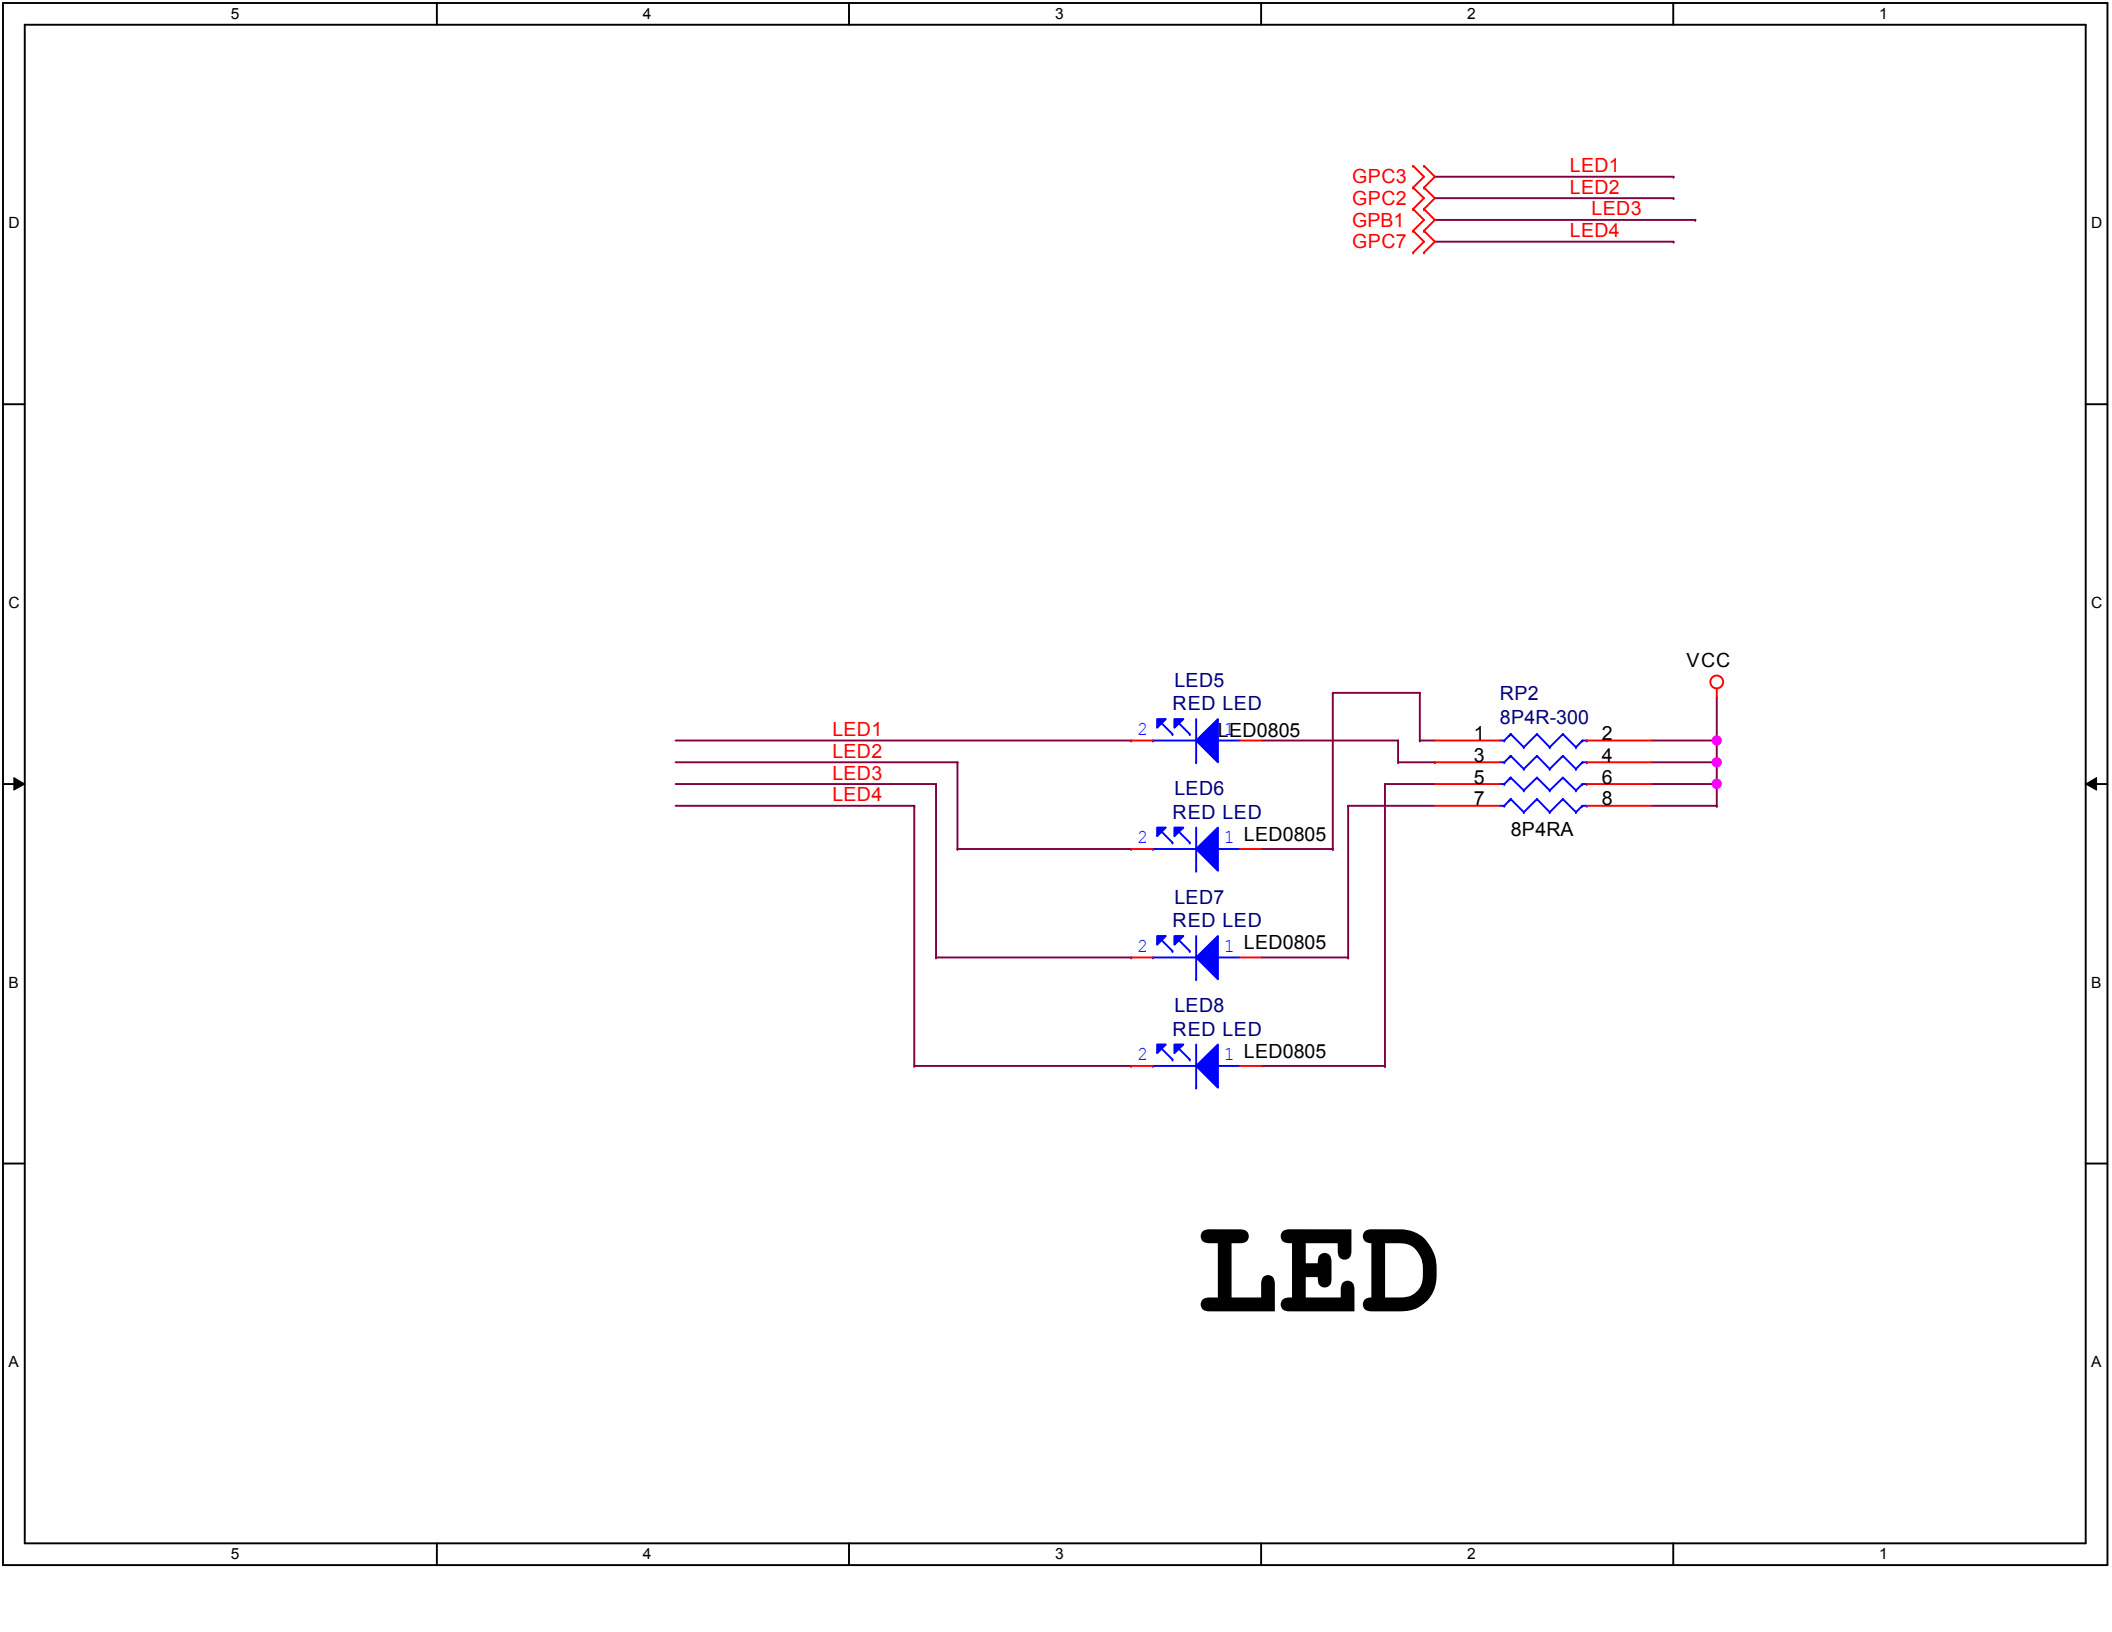 5 4 3 2 1
D D
GPC3 LED1
GPC2 LED2
GPB1 LED3
GPC7 LED4
C C
VCC
LED5
RED LED
2 1 LED0805
RP2
8P4R-300
1 2
3 4
5 6
7 8
8P4RA
LED1
LED2
LED3
LED4
LED6
RED LED
2 1 LED0805
LED7
RED LED
2 1 LED0805
B B
LED8
RED LED
2 1 LED0805
LED
A A
5 4 3 2 1